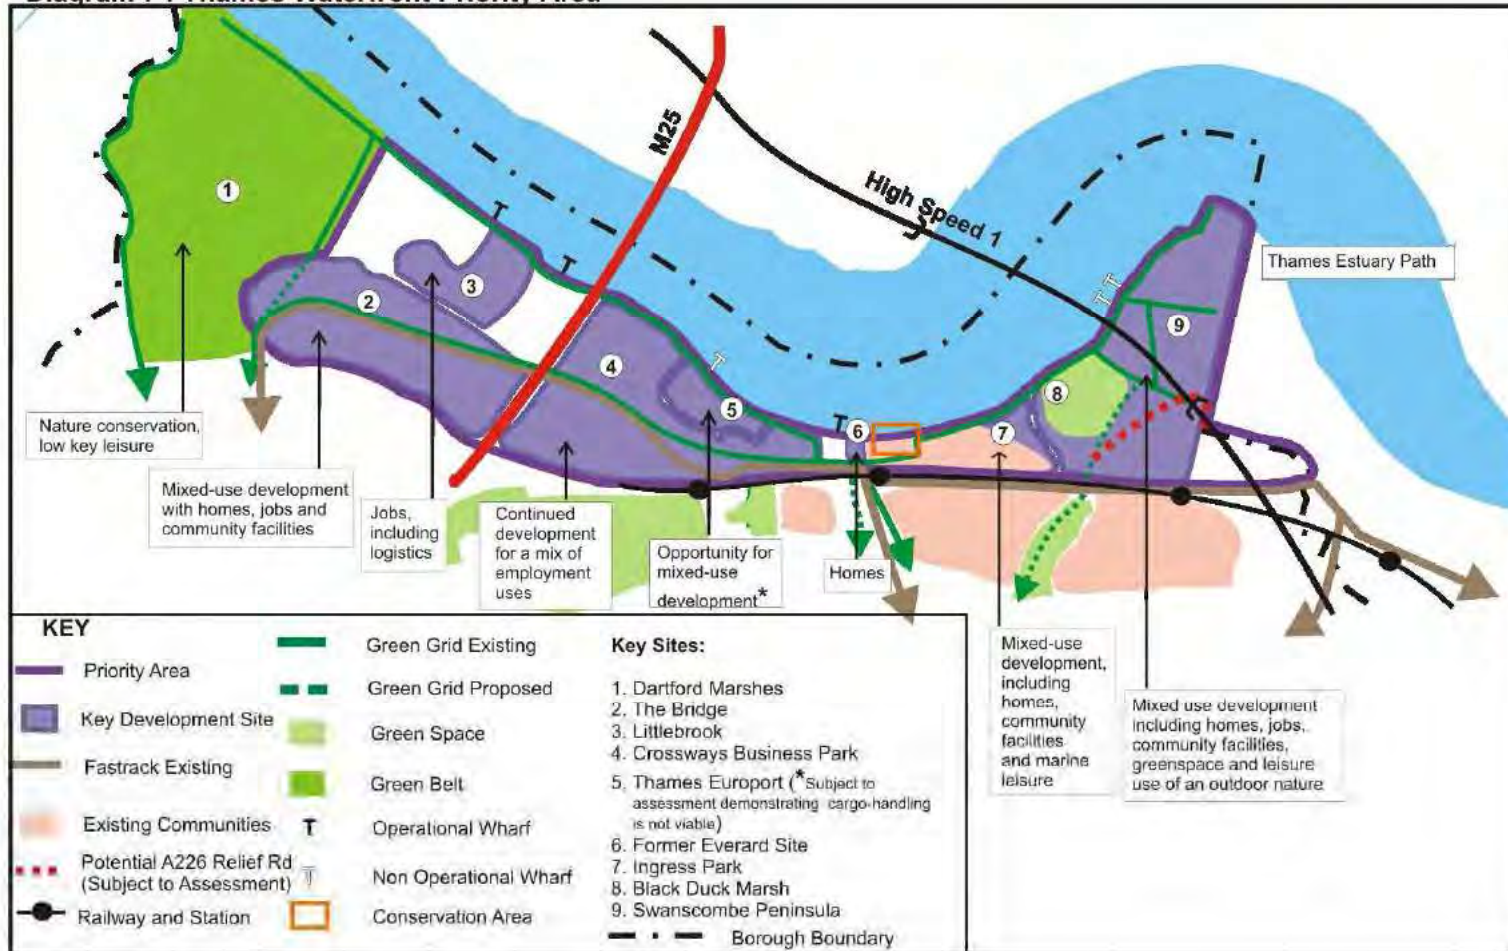 Diagram 7: Thames Waterfront Priority Area
M25
High Speed 1
Thames Estuary Path
1
2
3
4
5
6
7
8
9
T
T
T
T
T T
Nature conservation,
low key leisure
Mixed-use development
with homes, jobs and
community facilities
Jobs,
including
logistics
Continued
development
for a mix of
employment
uses
Opportunity for
mixed-use
development*
Homes
Mixed-use
development,
including
homes,
community
facilities
and marine
leisure
Mixed use development
including homes, jobs,
community facilities,
greenspace and leisure
use of an outdoor nature
KEY
Priority Area
Key Development Site
Fastrack Existing
Existing Communities
Potential A226 Relief Rd
(Subject to Assessment)
Railway and Station
Green Grid Existing
Green Grid Proposed
Green Space
Green Belt
T Operational Wharf
T Non Operational Wharf
Conservation Area
Key Sites:
1. Dartford Marshes
2. The Bridge
3. Littlebrook
4. Crossways Business Park
5. Thames Europort (*Subject to
assessment demonstrating cargo-handling
is not viable)
6. Former Everard Site
7. Ingress Park
8. Black Duck Marsh
9. Swanscombe Peninsula
Borough Boundary